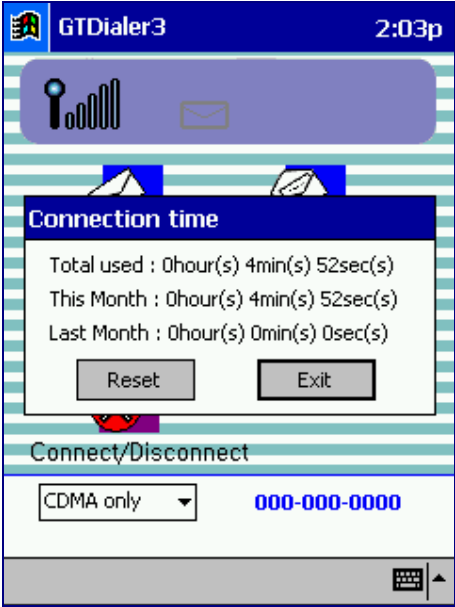 GTDialer3 2:03p
Connection time
Total used : 0hour(s) 4min(s) 52sec(s)
This Month : 0hour(s) 4min(s) 52sec(s)
Last Month : 0hour(s) 0min(s) 0sec(s)
Reset Exit
Connect/Disconnect
CDMA only 000-000-0000